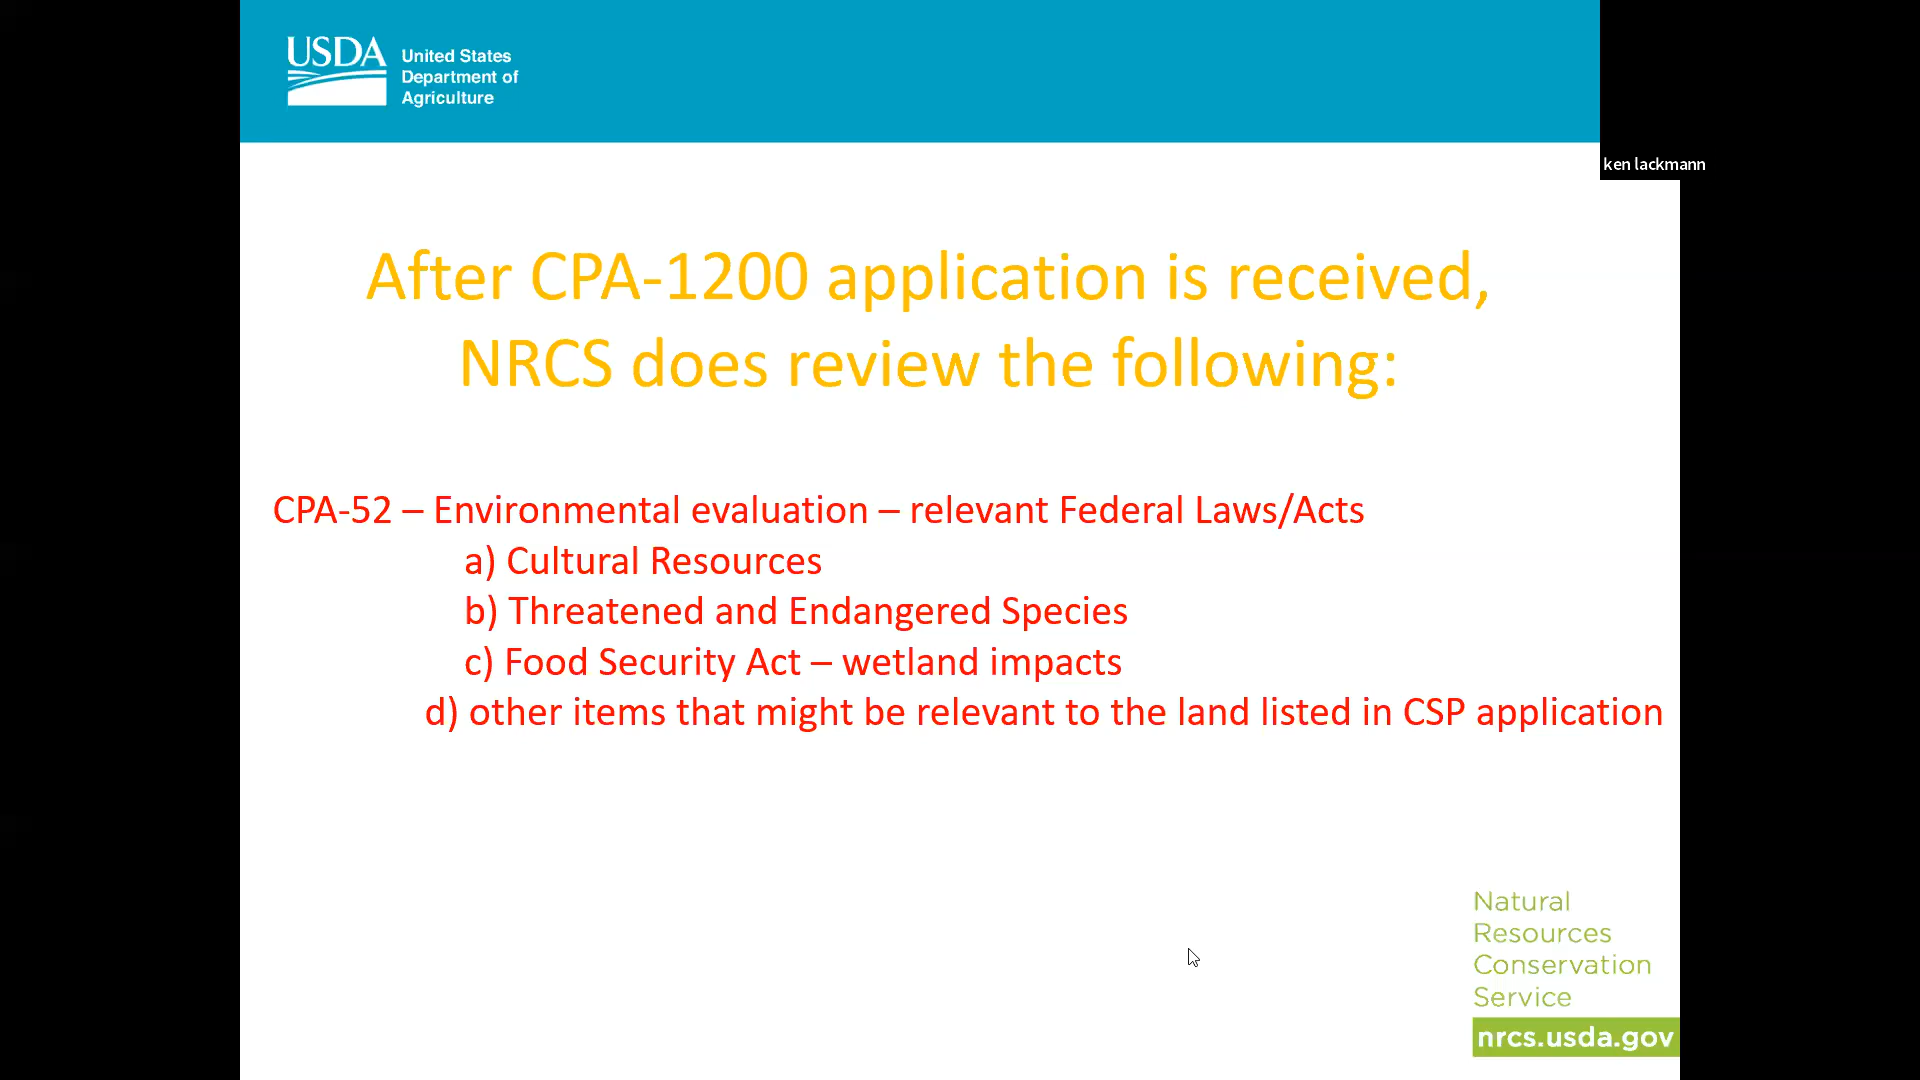 USDA
United States
Department of
Agriculture
ken lackmann
After CPA-1200 application is received,
NRCS does review the following:
CPA-52 – Environmental evaluation – relevant Federal Laws/Acts
a) Cultural Resources
b) Threatened and Endangered Species
c) Food Security Act – wetland impacts
d) other items that might be relevant to the land listed in CSP application
Natural
Resources
Conservation
Service
nrcs.usda.gov